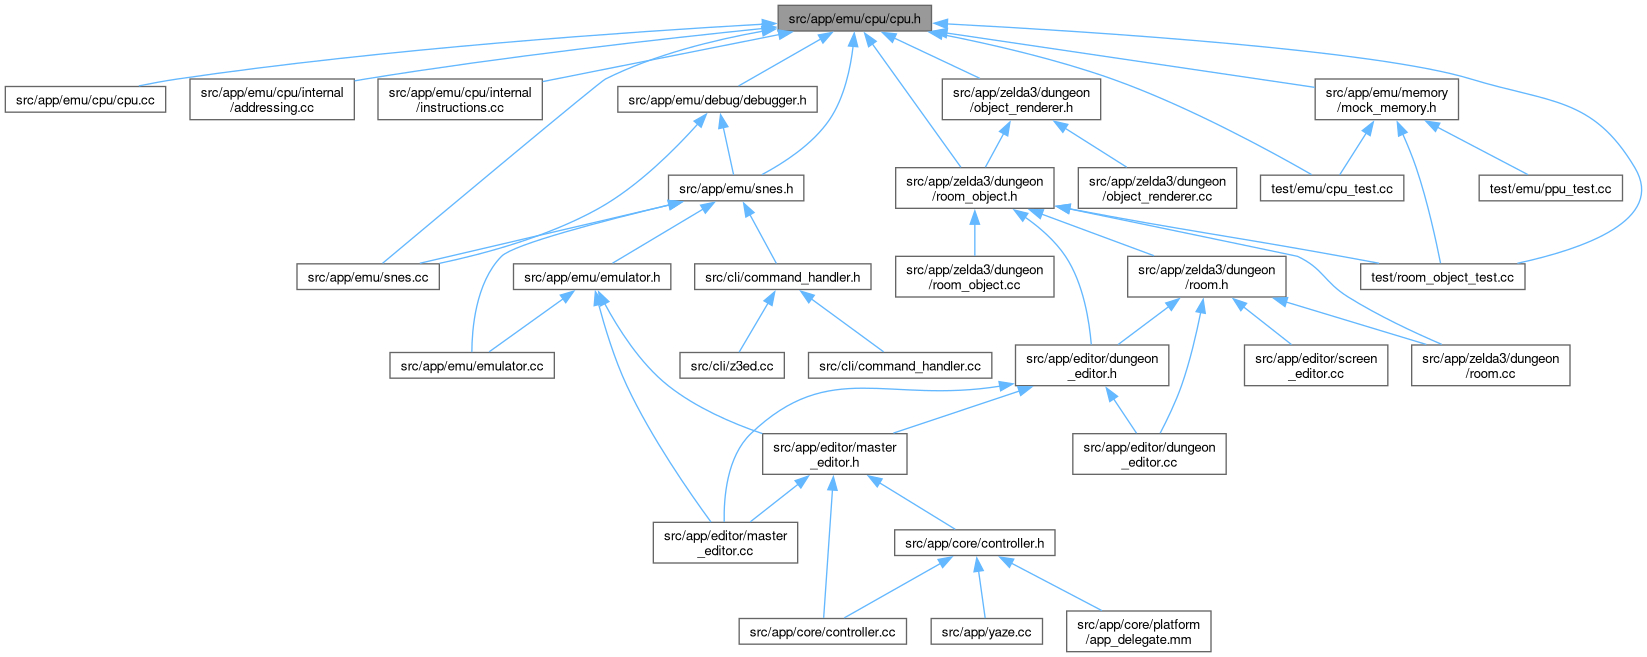 src/app/emu/cpu/cpu.h
src/app/emu/cpu/cpu.cc
src/app/emu/cpu/internal
/addressing.cc
src/app/emu/cpu/internal
/instructions.cc
src/app/emu/debug/debugger.h
src/app/zelda3/dungeon
/object_renderer.h
src/app/emu/memory
/mock_memory.h
src/app/emu/snes.h
src/app/zelda3/dungeon
/room_object.h
src/app/zelda3/dungeon
/object_renderer.cc
test/emu/cpu_test.cc
test/emu/ppu_test.cc
src/app/emu/snes.cc
src/app/emu/emulator.h
src/cli/command_handler.h
src/app/zelda3/dungeon
/room_object.cc
src/app/zelda3/dungeon
/room.h
test/room_object_test.cc
src/app/emu/emulator.cc
src/cli/z3ed.cc
src/cli/command_handler.cc
src/app/editor/dungeon
_editor.h
src/app/editor/screen
_editor.cc
src/app/zelda3/dungeon
/room.cc
src/app/editor/master
_editor.h
src/app/editor/dungeon
_editor.cc
src/app/editor/master
_editor.cc
src/app/core/controller.h
src/app/core/controller.cc
src/app/yaze.cc
src/app/core/platform
/app_delegate.mm